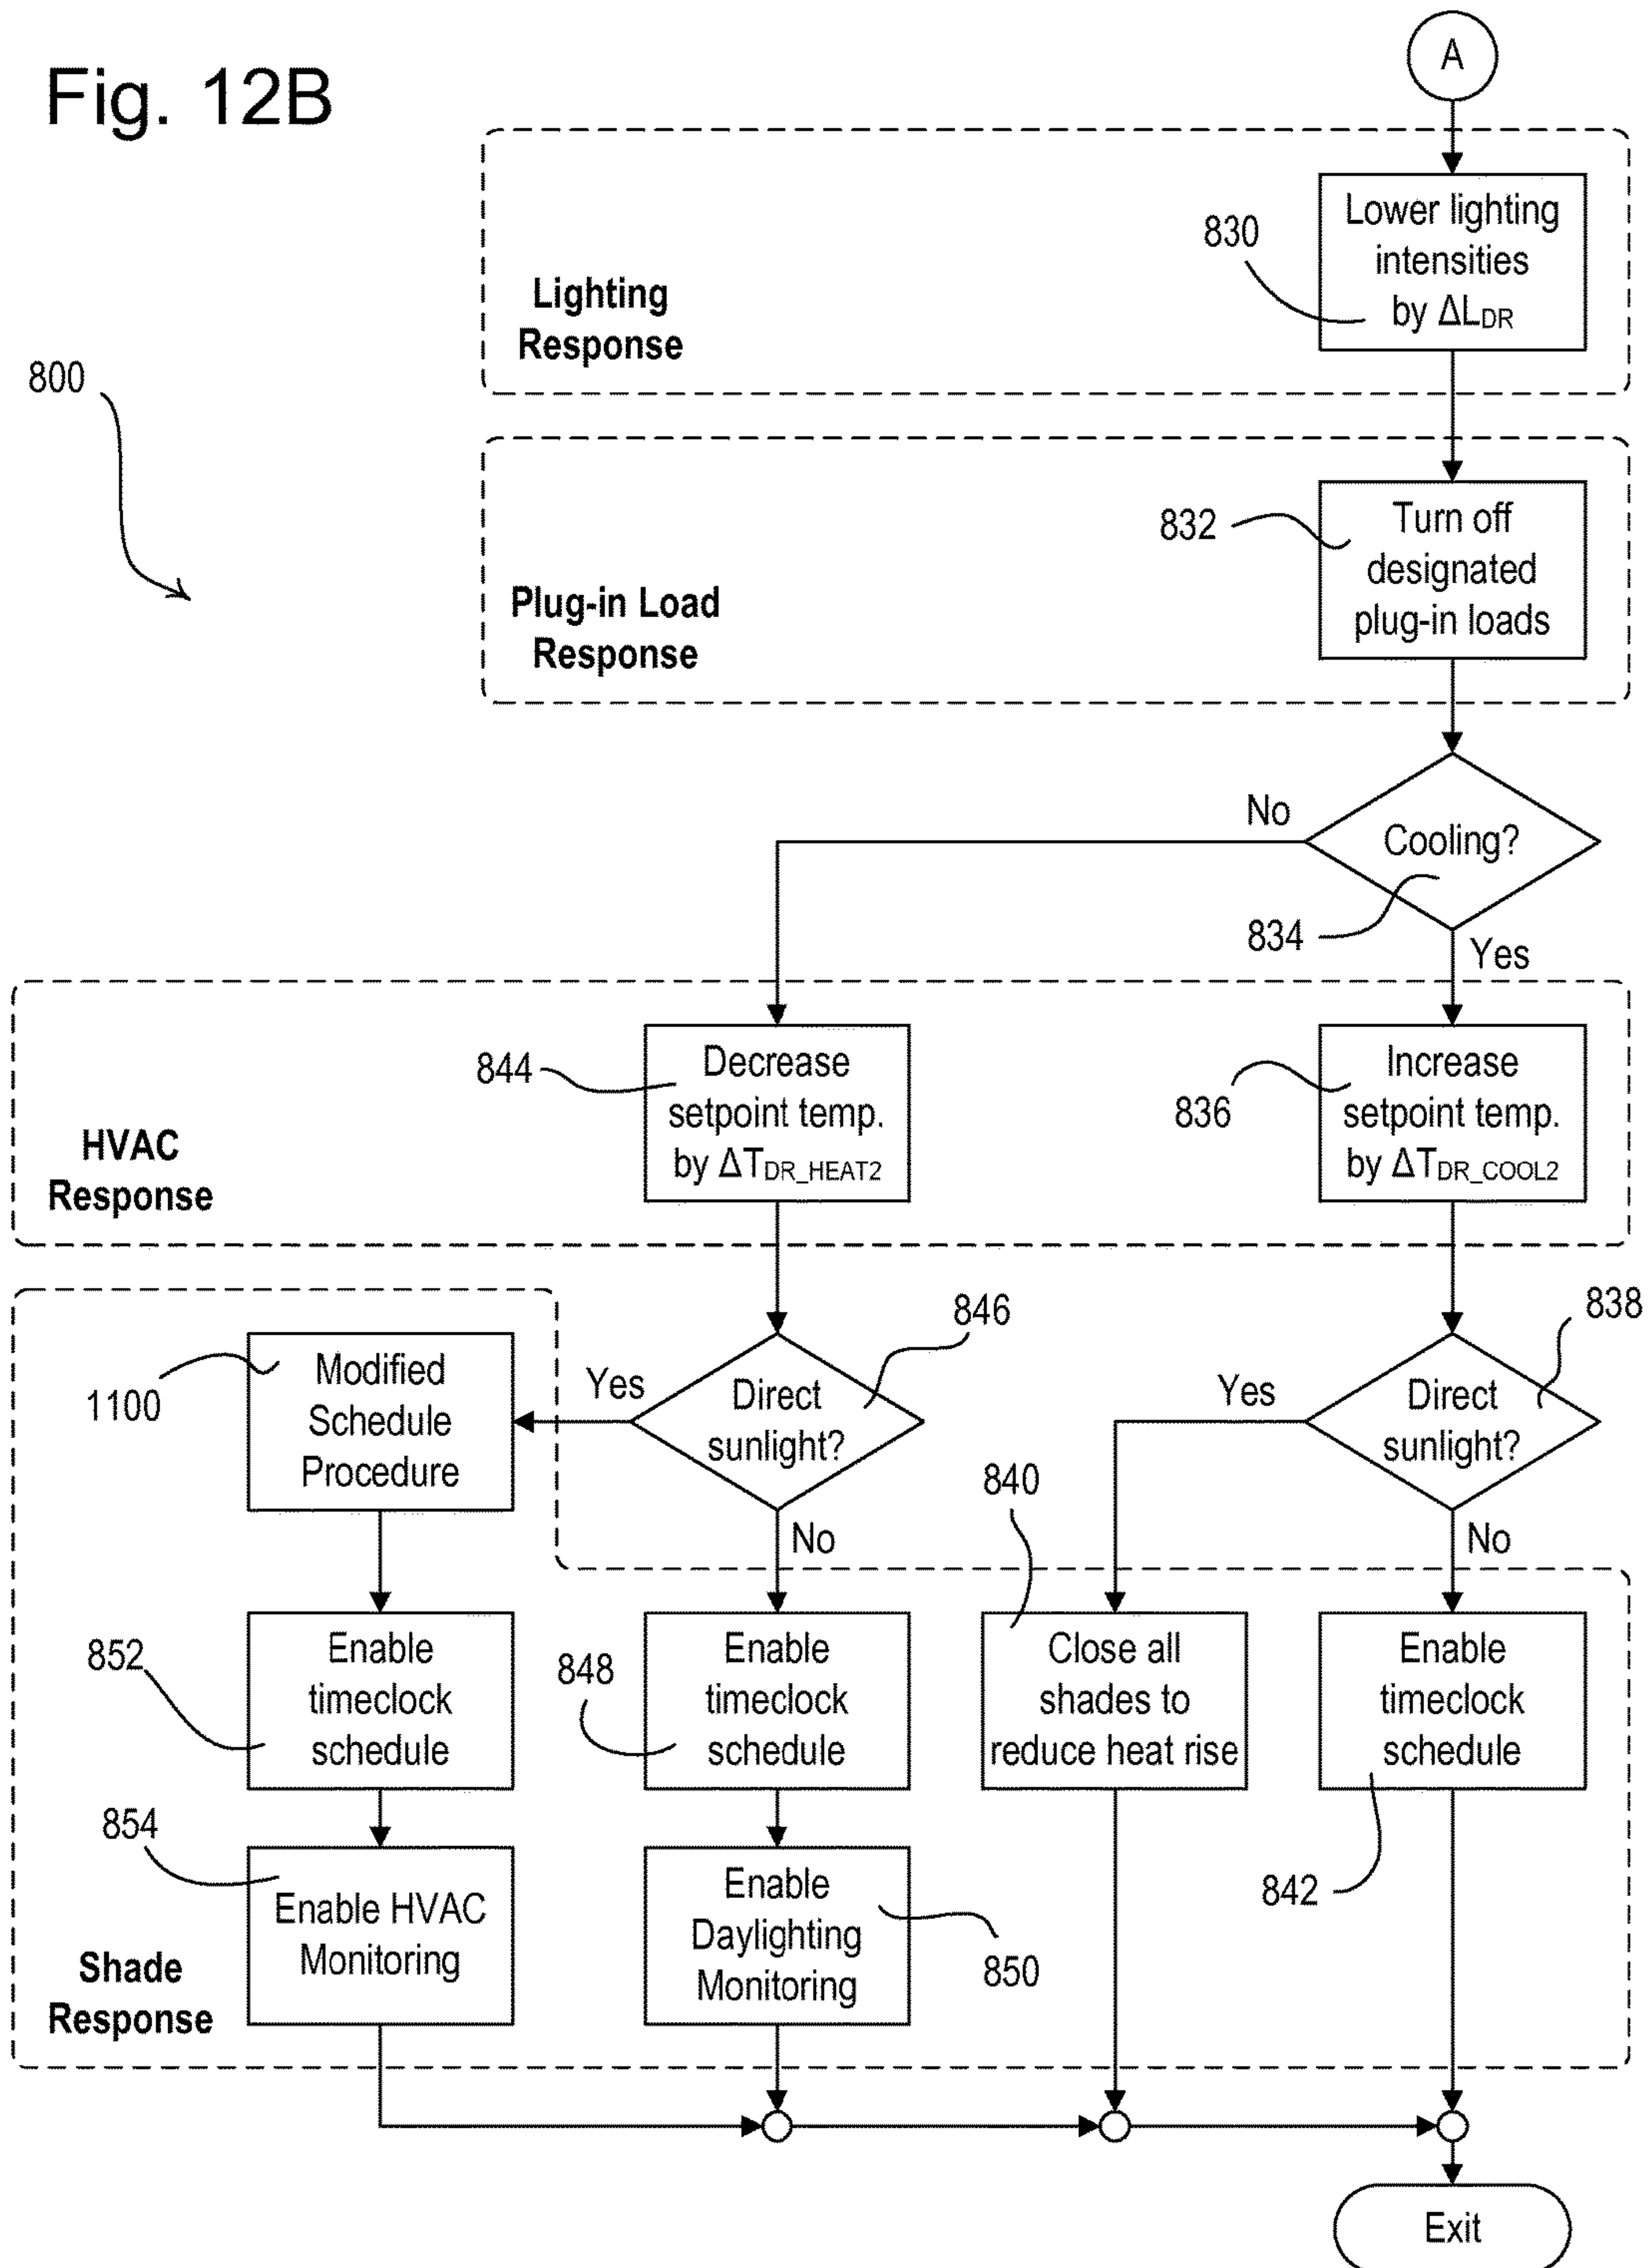 Fig. 12B
A
Lower lighting
intensities
by ΔLDR
830
Lighting
Response
800
Turn off
designated
plug-in loads
832
Plug-in Load
Response
No
Cooling?
834
Yes
844
Decrease
setpoint temp.
by ΔTDR_HEAT2
836
Increase
setpoint temp.
by ΔTDR_COOL2
HVAC
Response
1100
Modified
Schedule
Procedure
Yes
Direct
sunlight?
846
No
Yes
Direct
sunlight?
838
No
840
852
Enable
timeclock
schedule
848
Enable
timeclock
schedule
Close all
shades to
reduce heat rise
Enable
timeclock
schedule
842
854
Enable HVAC
Monitoring
Enable
Daylighting
Monitoring
850
Shade
Response
Exit